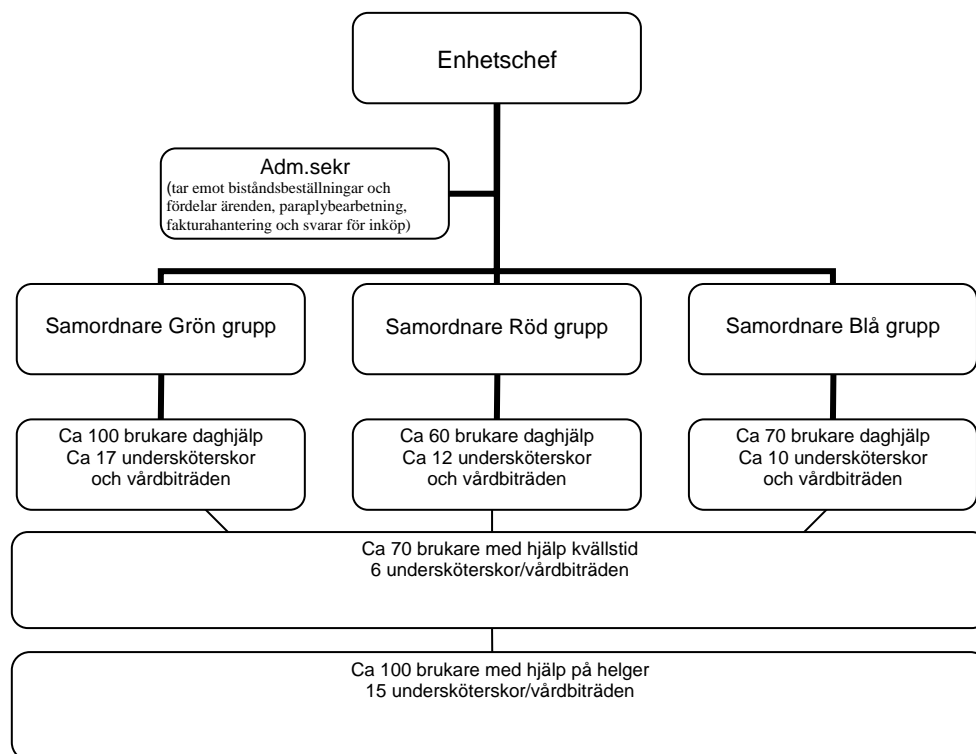 Enhetschef
Adm.sekr
(tar emot biståndsbeställningar och
fördelar ärenden, paraplybearbetning,
fakturahantering och svarar för inköp)
Samordnare Grön grupp
Samordnare Röd grupp
Samordnare Blå grupp
Ca 100 brukare daghjälp
Ca 17 undersköterskor
och vårdbiträden
Ca 60 brukare daghjälp
Ca 12 undersköterskor
och vårdbiträden
Ca 70 brukare daghjälp
Ca 10 undersköterskor
och vårdbiträden
Ca 70 brukare med hjälp kvällstid
6 undersköterskor/vårdbiträden
Ca 100 brukare med hjälp på helger
15 undersköterskor/vårdbiträden